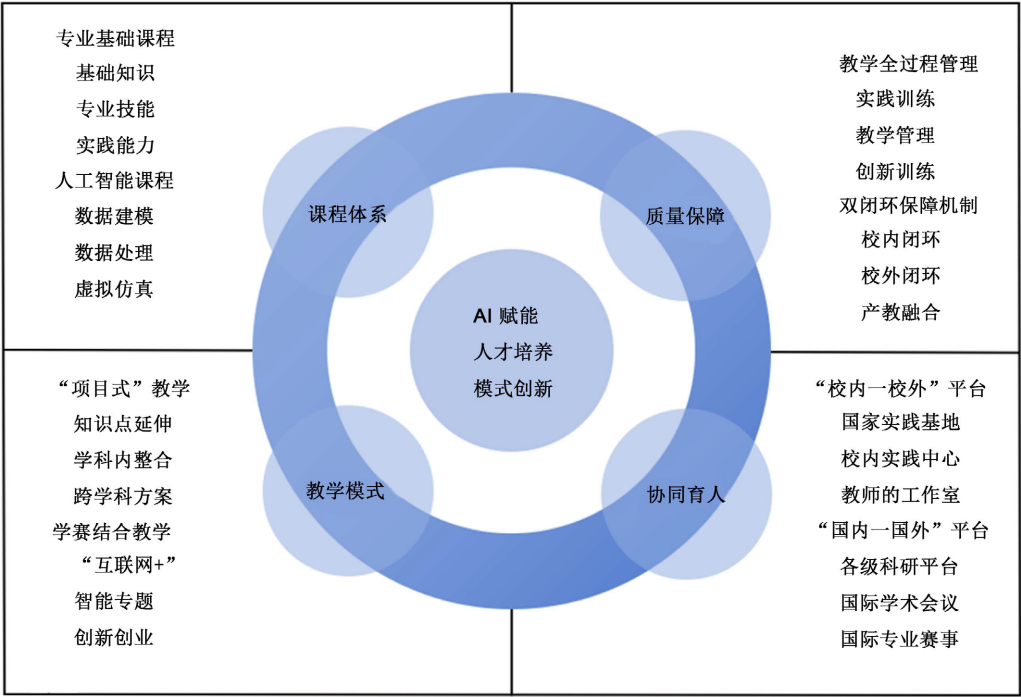 专业基础课程
基础知识
专业技能
实践能力
人工智能课程
数据建模
数据处理
虚拟仿真
课程体系
教学全过程管理
实践训练
教学管理
创新训练
双闭环保障机制
校内闭环
校外闭环
产教融合
质量保障
AI 赋能
人才培养
模式创新
“项目式”教学
知识点延伸
学科内整合
跨学科方案
学赛结合教学
“互联网+”
智能专题
创新创业
教学模式
“校内一校外”平台
国家实践基地
校内实践中心
教师的工作室
“国内一国外”平台
各级科研平台
国际学术会议
国际专业赛事
协同育人